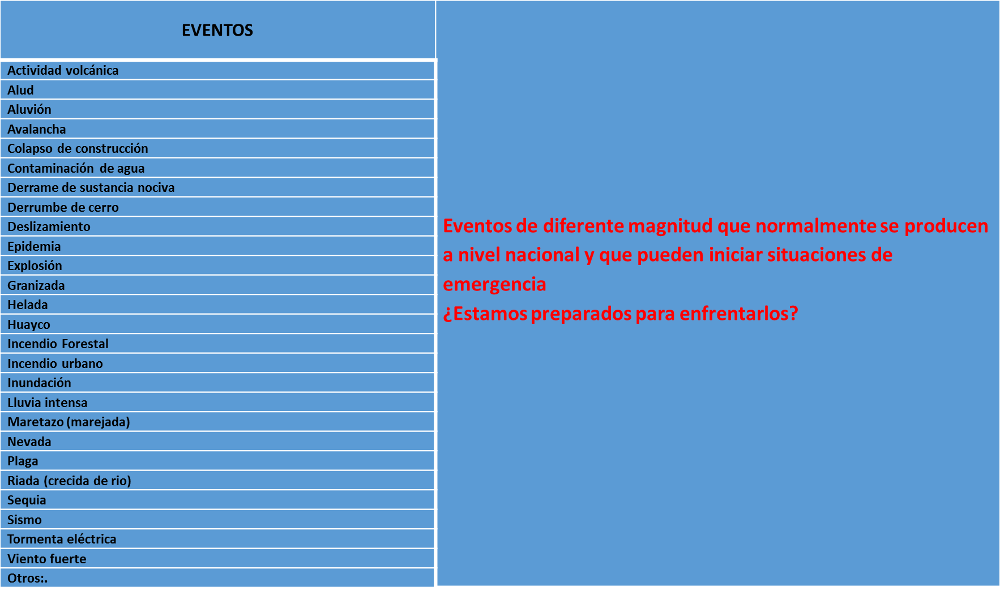 EVENTOS
Actividad volcánica
Alud
Aluvión
Avalancha
Colapso de construcción
Contaminación de agua
Derrame de sustancia nociva
Derrumbe de cerro
Deslizamiento
Epidemia
Explosión
Granizada
Helada
Huayco
Incendio Forestal
Incendio urbano
Inundación
Lluvia intensa
Maretazo (marejada)
Nevada
Plaga
Riada (crecida de rio)
Sequia
Sismo
Tormenta eléctrica
Viento fuerte
Otros:.
Eventos de diferente magnitud que normalmente se producen
a nivel nacional y que pueden iniciar situaciones de
emergencia
¿Estamos preparados para enfrentarlos?